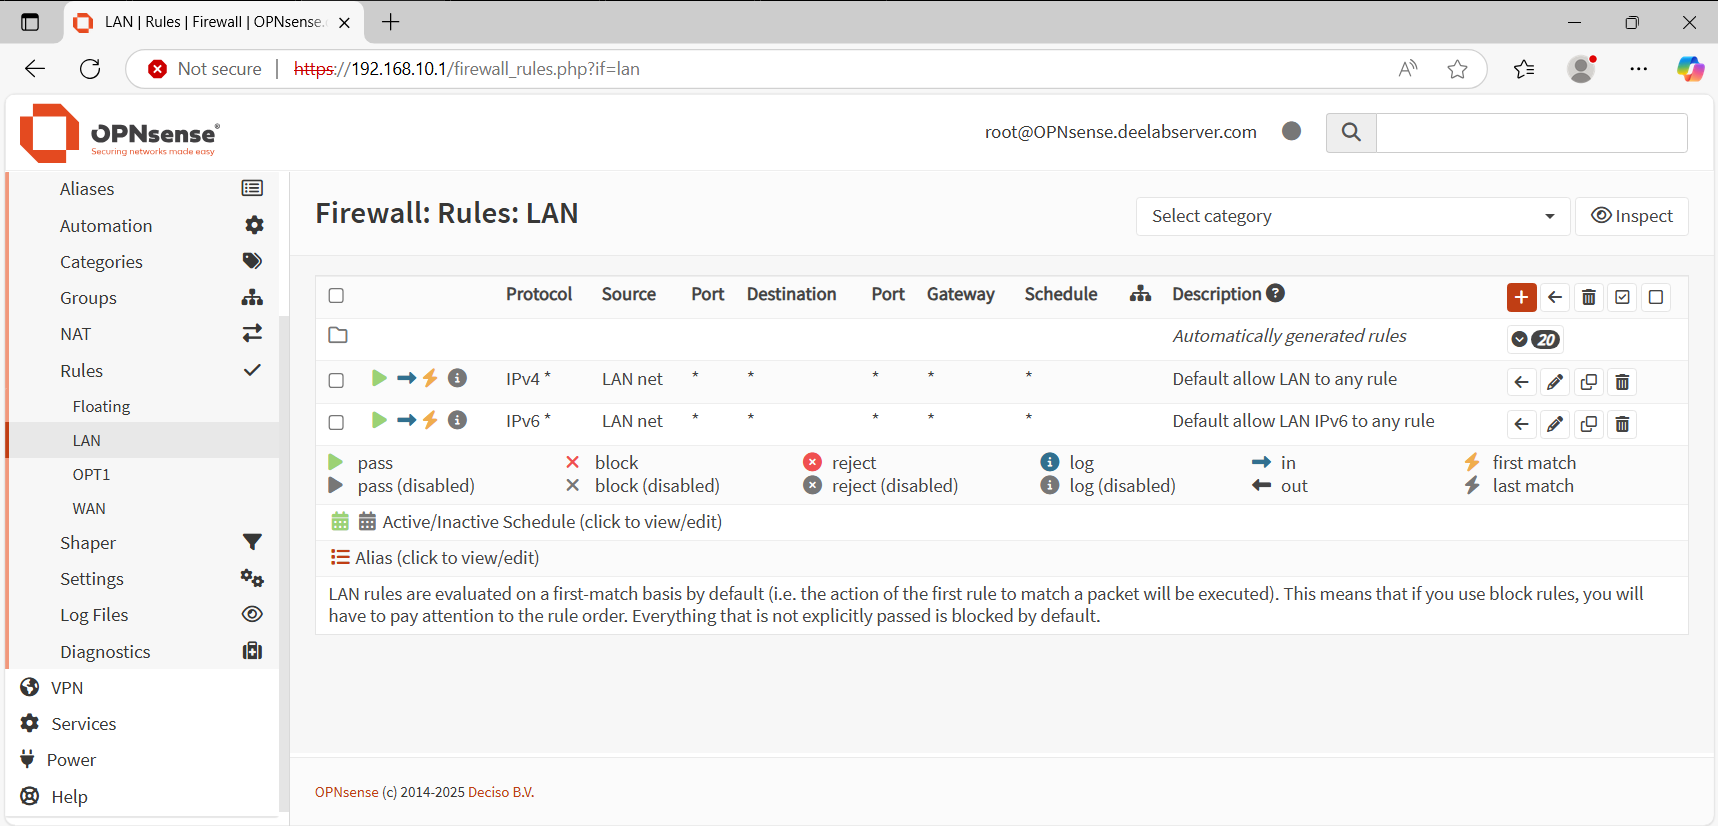 LAN | Rules | Firewall | OPNsense.
Not secure | https://192.168.10.1/firewall_rules.php?if=lan
OPNsense®
Securing networks made easy
root@OPNsense.deelabserver.com
Aliases
Automation
Categories
Groups
NAT
Rules
Floating
LAN
OPT1
WAN
Shaper
Settings
Log Files
Diagnostics
VPN
Services
Power
Help
Firewall: Rules: LAN
Select category
Inspect
Protocol Source Port Destination Port Gateway Schedule Description
Automatically generated rules 20
IPv4 * LAN net * * * * * Default allow LAN to any rule
IPv6 * LAN net * * * * * Default allow LAN IPv6 to any rule
pass block reject log in first match
pass (disabled) block (disabled) reject (disabled) log (disabled) out last match
Active/Inactive Schedule (click to view/edit)
Alias (click to view/edit)
LAN rules are evaluated on a first-match basis by default (i.e. the action of the first rule to match a packet will be executed). This means that if you use block rules, you will
have to pay attention to the rule order. Everything that is not explicitly passed is blocked by default.
OPNsense (c) 2014-2025 Deciso B.V.